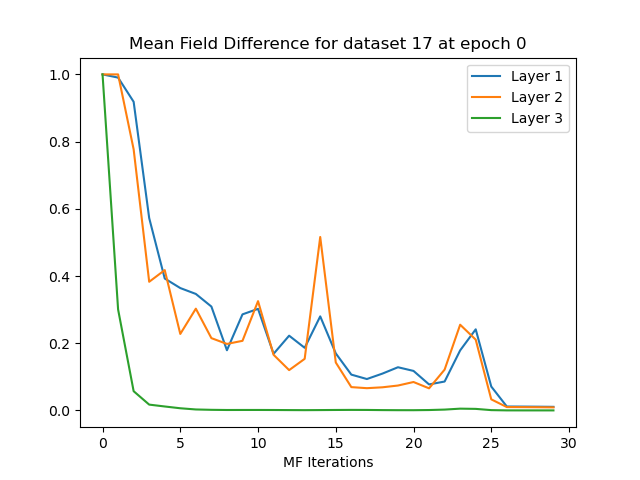 Mean Field Difference for dataset 17 at epoch 0
Layer 1
Layer 2
Layer 3
1.0
0.8
0.6
0.4
0.2
0.0
0 5 10 15 20 25 30
MF Iterations